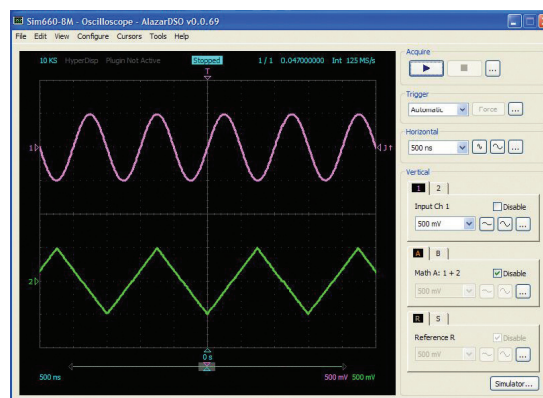 Sim660-8M - Oscilloscope - AlazarDSO v0.0.69
File Edit View Configure Cursors Tools Help
10 KS HyperDisp Plugin Not Active Stopped 1 / 1 0.047000000 Int 125 MS/s
T
1
J1
2
0 s
500 ns 500 mV 500 mV
Acquire
...
Trigger
Automatic Force ...
Horizontal
500 ns ...
Vertical
1 2
Input Ch 1 Disable
500 mV ...
A B
Math A: 1 + 2 Disable
500 mV ...
R S
Reference R Disable
500 mV ...
Simulator...